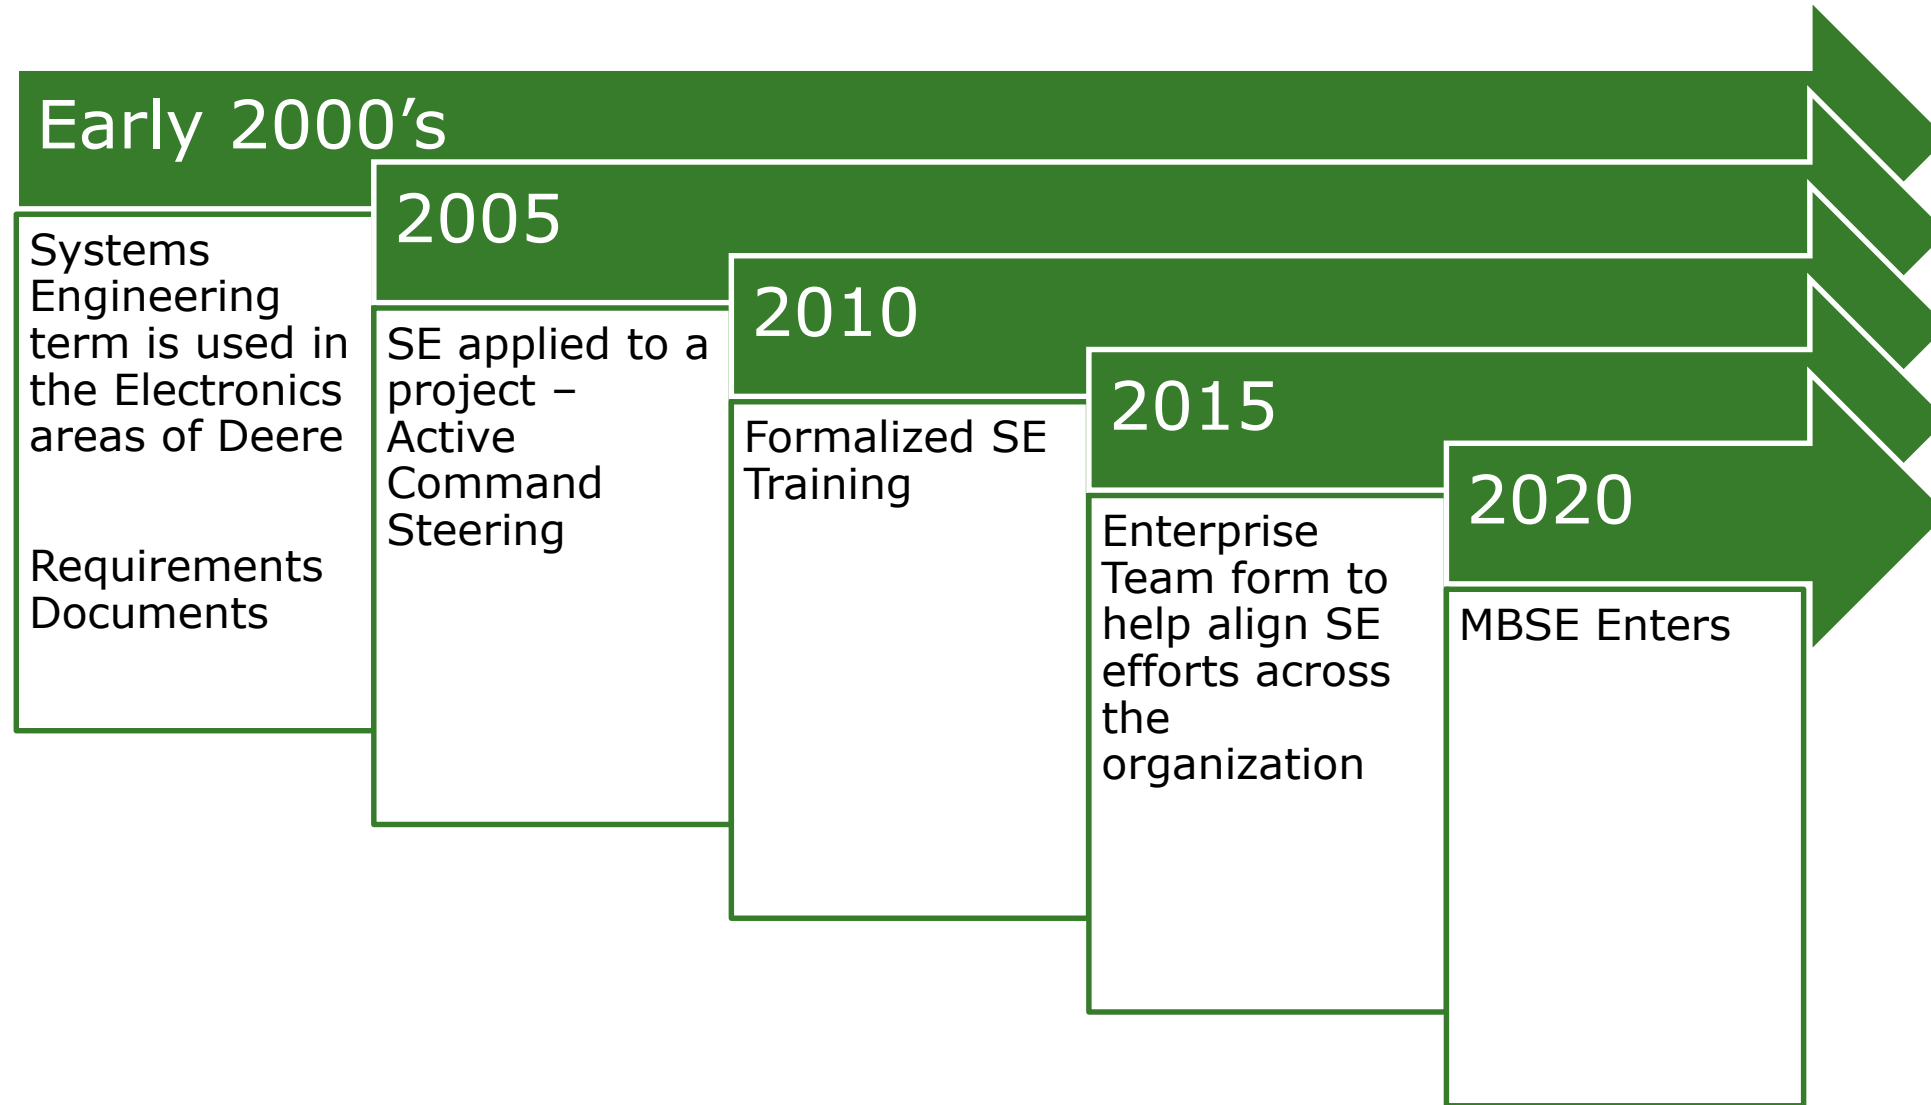 Early 2000’s
Systems
Engineering
term is used in
the Electronics
areas of Deere
Requirements
Documents
2005
SE applied to a
project –
Active
Command
Steering
2010
Formalized SE
Training
2015
Enterprise
Team form to
help align SE
efforts across
the
organization
2020
MBSE Enters